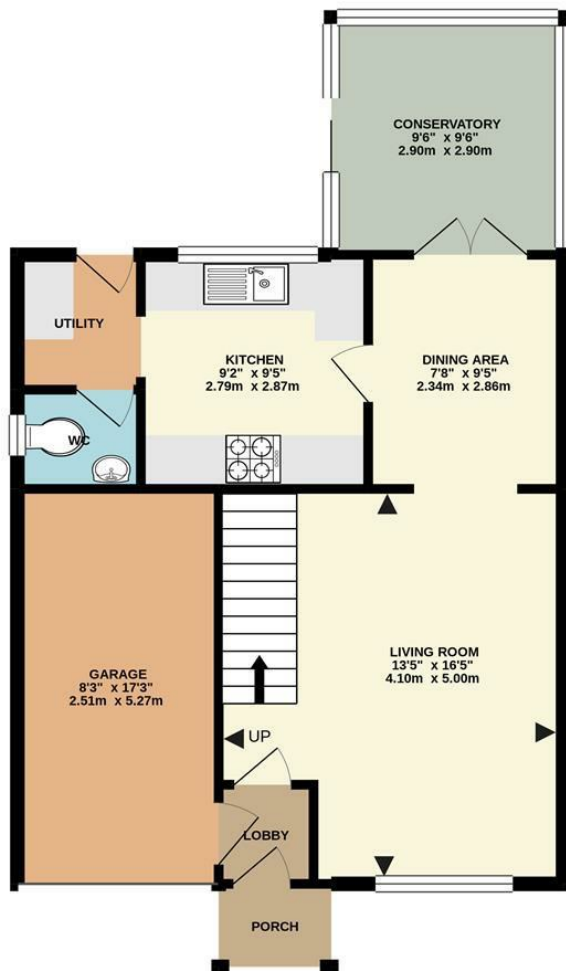 CONSERVATORY
9'6" x 9'6"
2.90m x 2.90m
UTILITY
KITCHEN
9'2" x 9'5"
2.79m x 2.87m
DINING AREA
7'8" x 9'5"
2.34m x 2.86m
WC
GARAGE
8'3" x 17'3"
2.51m x 5.27m
LIVING ROOM
13'5" x 16'5"
4.10m x 5.00m
UP
LOBBY
PORCH